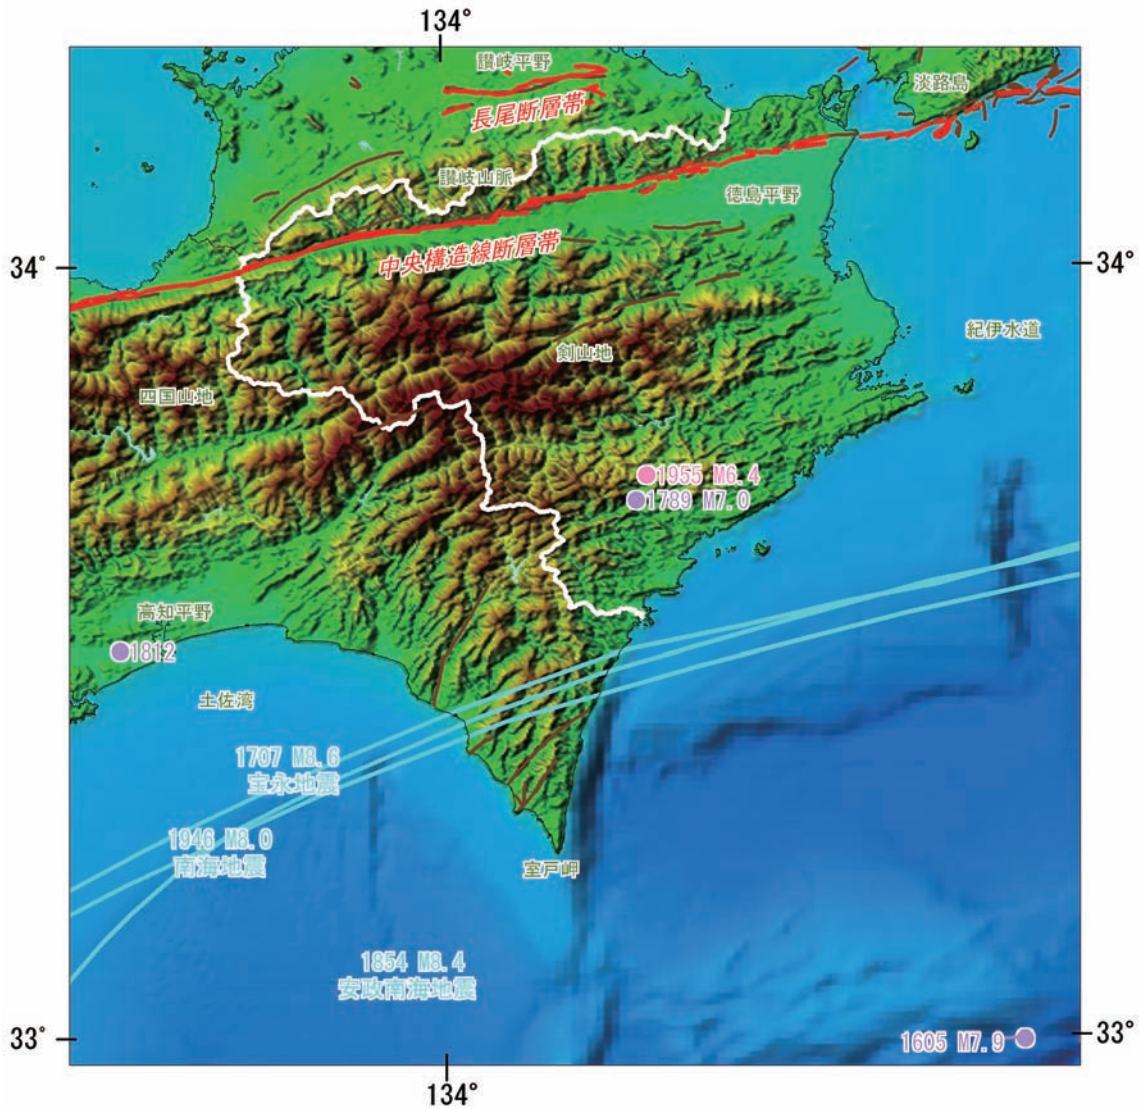 134°
讃岐平野
淡路島
長尾断層帯
讃岐山脈
徳島平野
中央構造線断層帯
34°
34°
紀伊水道
剣山地
四国山地
1955 M6.4
1789 M7.0
高知平野
1812
土佐湾
1707 M8.6
宝永地震
1946 M8.0
南海地震
室戸岬
1854 M8.4
安政南海地震
33°
1605 M7.9
33°
134°